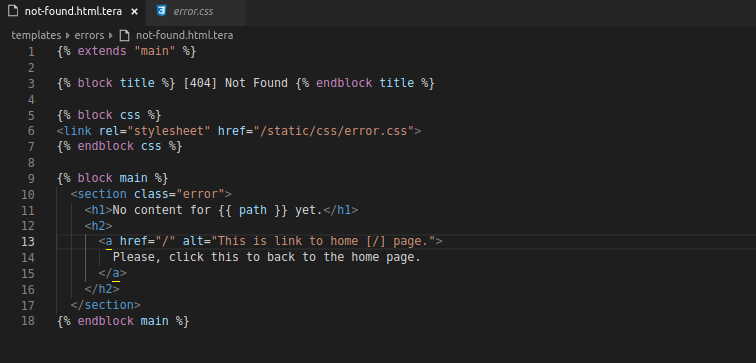 not-found.html.tera × error.css
templates ▸ errors ▸ not-found.html.tera
1 {% extends "main" %}
2
3 {% block title %} [404] Not Found {% endblock title %}
4
5 {% block css %}
6 <link rel="stylesheet" href="/static/css/error.css">
7 {% endblock css %}
8
9 {% block main %}
10 <section class="error">
11 <h1>No content for {{ path }} yet.</h1>
12 <h2>
13 <a href="/" alt="This is link to home [/] page.">
14 Please, click this to back to the home page.
15 </a>
16 </h2>
17 </section>
18 {% endblock main %}